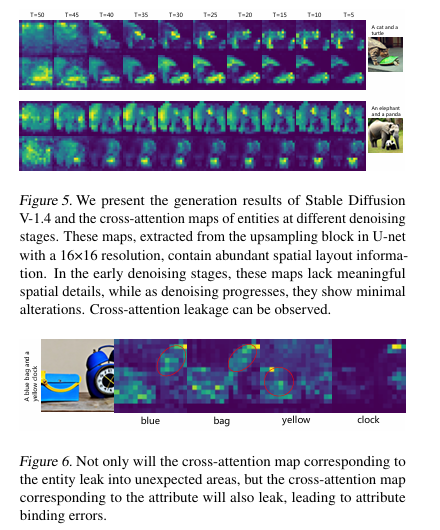 T=50 T=45 T=40 T=35 T=30 T=25 T=20 T=15 T=10 T=5
A cat and a
turtle
An elephant
and a panda
Figure 5. We present the generation results of Stable Diffusion
V-1.4 and the cross-attention maps of entities at different denoising
stages. These maps, extracted from the upsampling block in U-net
with a 16×16 resolution, contain abundant spatial layout informa-
tion. In the early denoising stages, these maps lack meaningful
spatial details, while as denoising progresses, they show minimal
alterations. Cross-attention leakage can be observed.
A blue bag and a
yellow clock
blue bag yellow clock
Figure 6. Not only will the cross-attention map corresponding to
the entity leak into unexpected areas, but the cross-attention map
corresponding to the attribute will also leak, leading to attribute
binding errors.